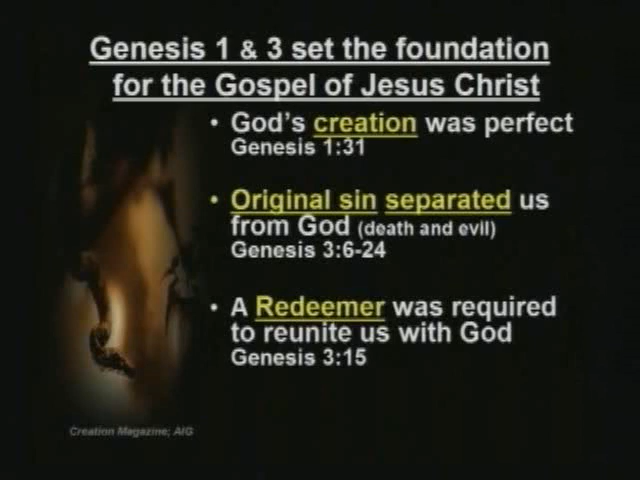 Genesis 1 & 3 set the foundation
for the Gospel of Jesus Christ
• God's creation was perfect
Genesis 1:31
• Original sin separated us
from God (death and evil)
Genesis 3:6-24
• A Redeemer was required
to reunite us with God
Genesis 3:15
Creation Magazine; AIG